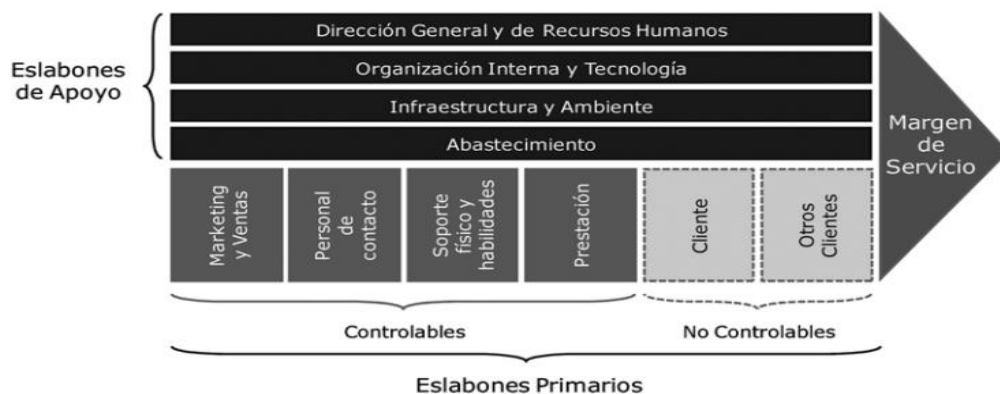 Eslabones
de Apoyo
Dirección General y de Recursos Humanos
Organización Interna y Tecnología
Infraestructura y Ambiente
Abastecimiento
Marketing
y Ventas
Personal
de
contacto
Soporte
físico y
habilidades
Prestación
Cliente
Otros
Clientes
Margen
de
Servicio
Controlables
No Controlables
Eslabones Primarios